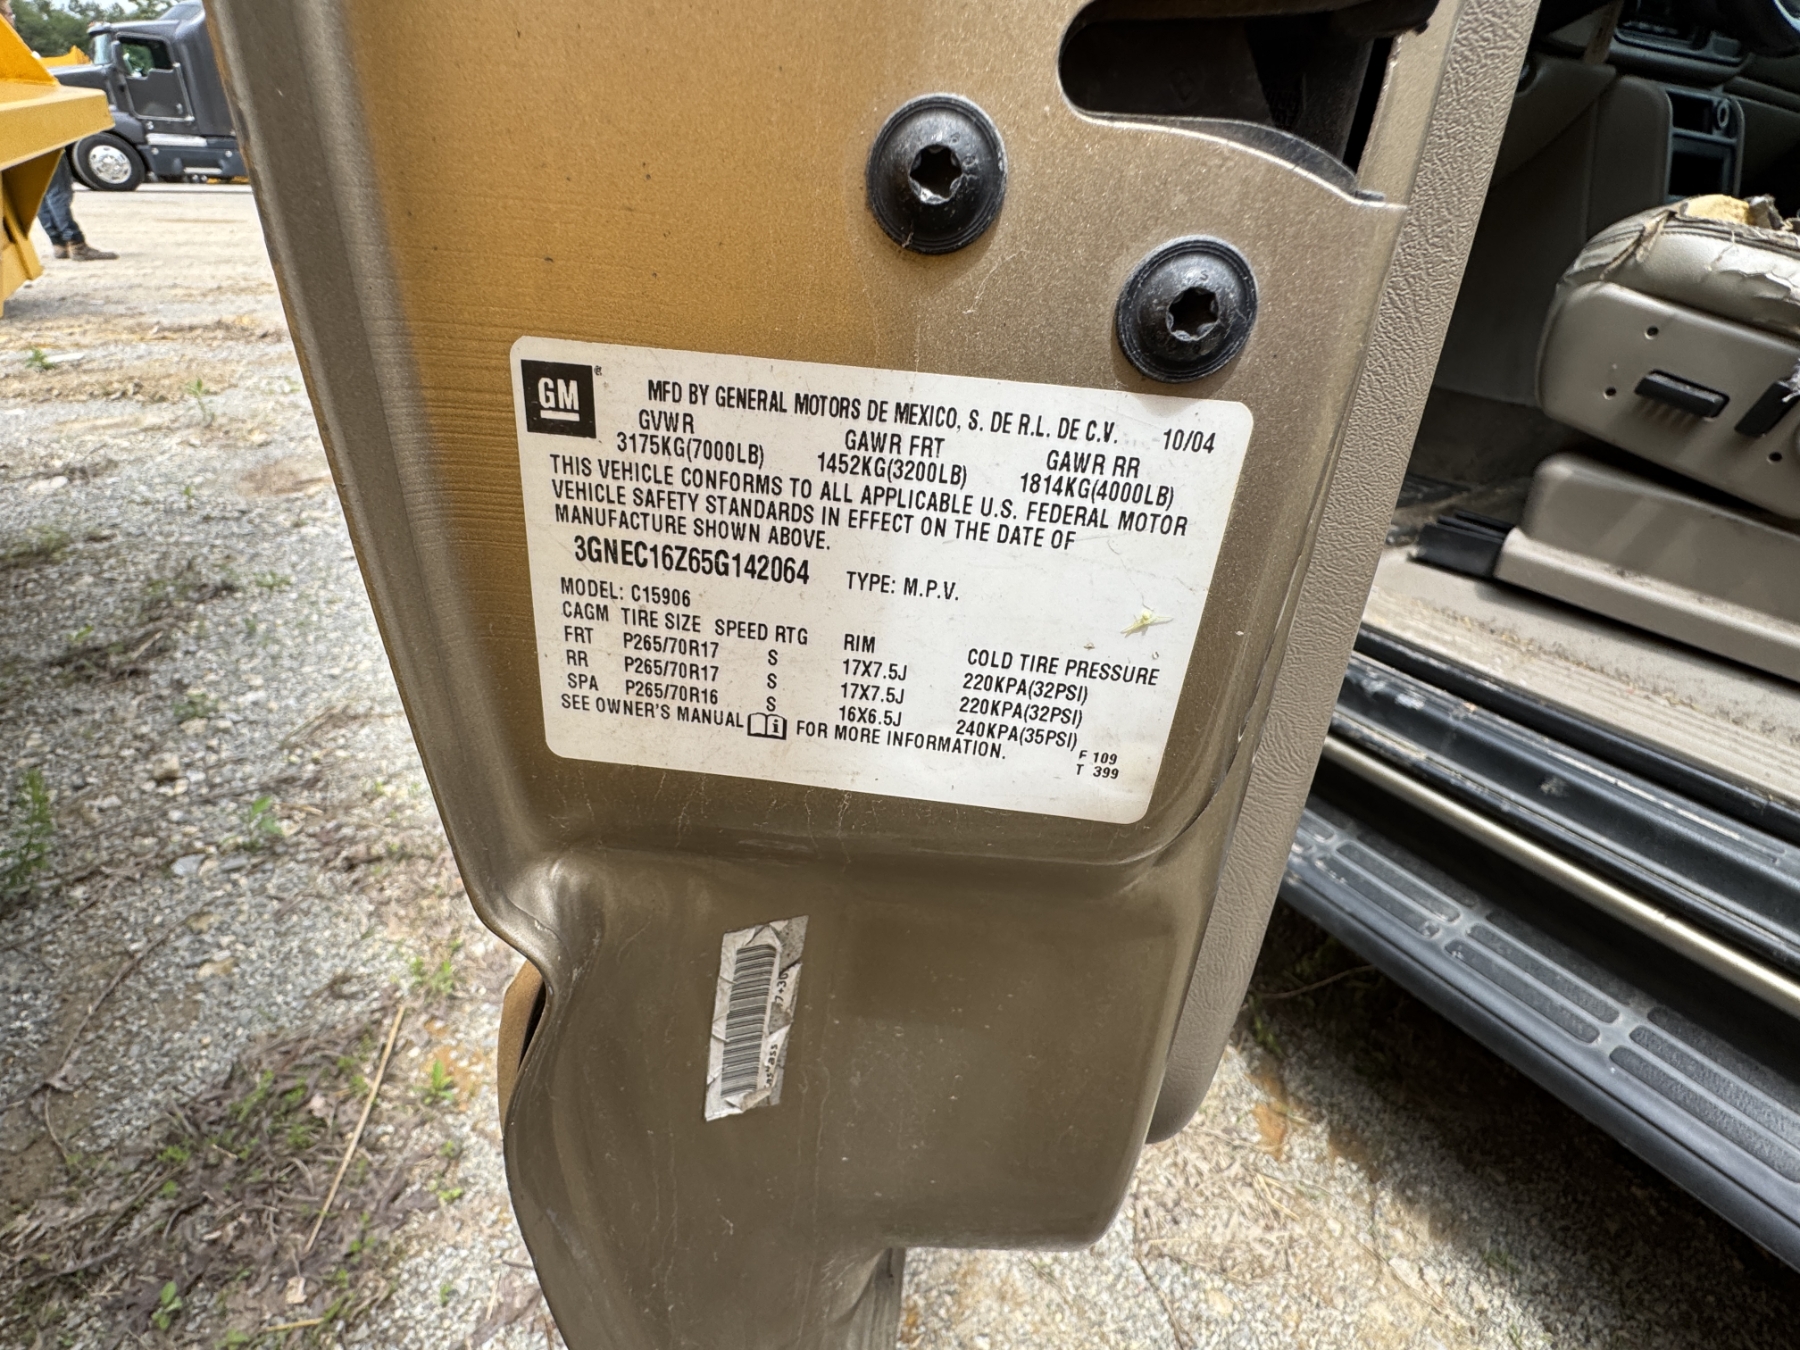 GM
MFD BY GENERAL MOTORS DE MEXICO, S. DE R.L. DE C.V. 10/04
GVWR GAWR FRT GAWR RR
3175KG(7000LB) 1452KG(3200LB) 1814KG(4000LB)
THIS VEHICLE CONFORMS TO ALL APPLICABLE U.S. FEDERAL MOTOR
VEHICLE SAFETY STANDARDS IN EFFECT ON THE DATE OF
MANUFACTURE SHOWN ABOVE.
3GNEC16Z65G142064 TYPE: M.P.V.
MODEL: C15906
CAGM TIRE SIZE SPEED RTG RIM COLD TIRE PRESSURE
FRT P265/70R17 S 17X7.5J 220KPA(32PSI)
RR P265/70R17 S 17X7.5J 220KPA(32PSI)
SPA P265/70R16 S 16X6.5J 240KPA(35PSI)
SEE OWNER'S MANUAL FOR MORE INFORMATION.
F 109
T 399